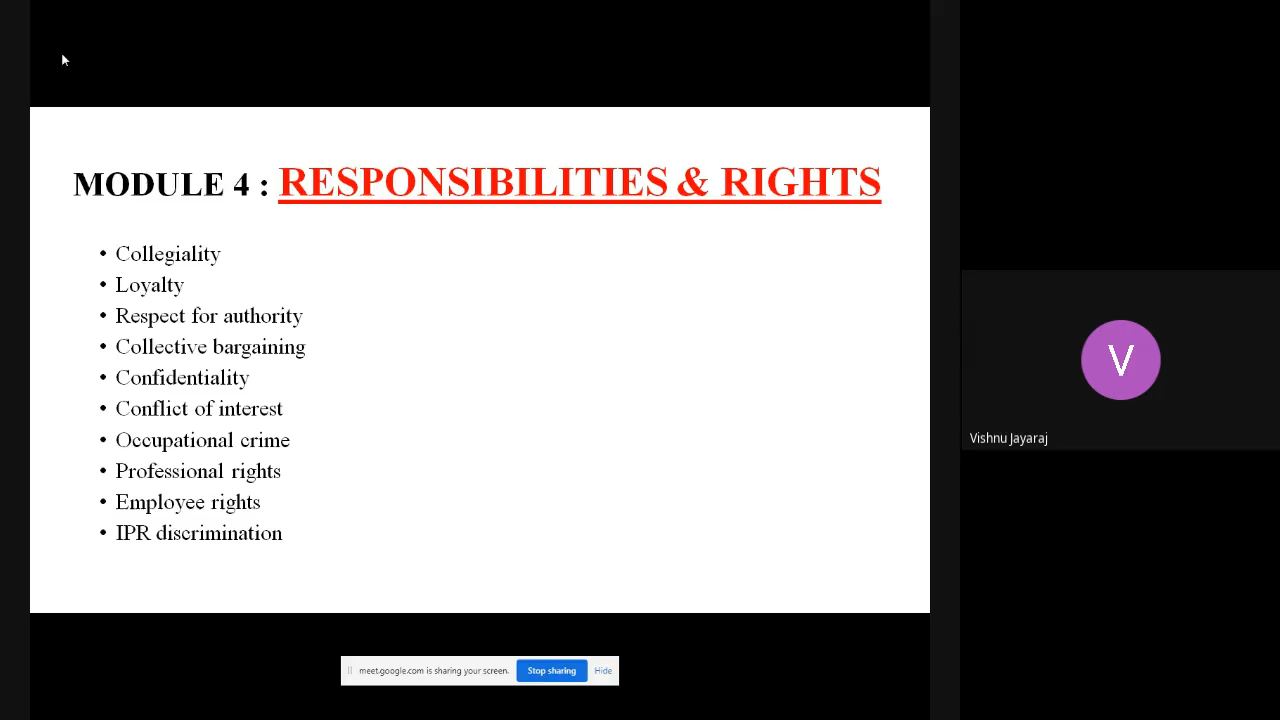 MODULE 4 : RESPONSIBILITIES & RIGHTS
• Collegiality
• Loyalty
• Respect for authority
• Collective bargaining
• Confidentiality
• Conflict of interest
• Occupational crime
• Professional rights
• Employee rights
• IPR discrimination
V
Vishnu Jayaraj
meet.google.com is sharing your screen. Stop sharing Hide